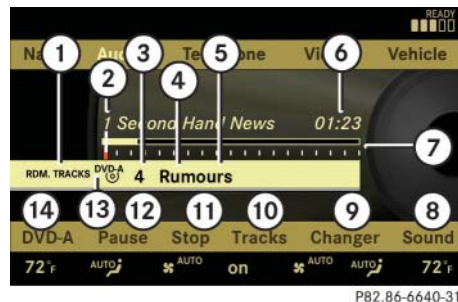 READY
Na Aud Te one Vi Vehicle
1 3 5 6
2 4
1 Second Hand News 01:23
7
RDM. TRACKS DVD-A 4 Rumours
14 13 12 11 10 9 8
DVD-A Pause Stop Tracks Changer Sound
72°F AUTO AUTO on AUTO AUTO 72°F
P82.86-6640-31